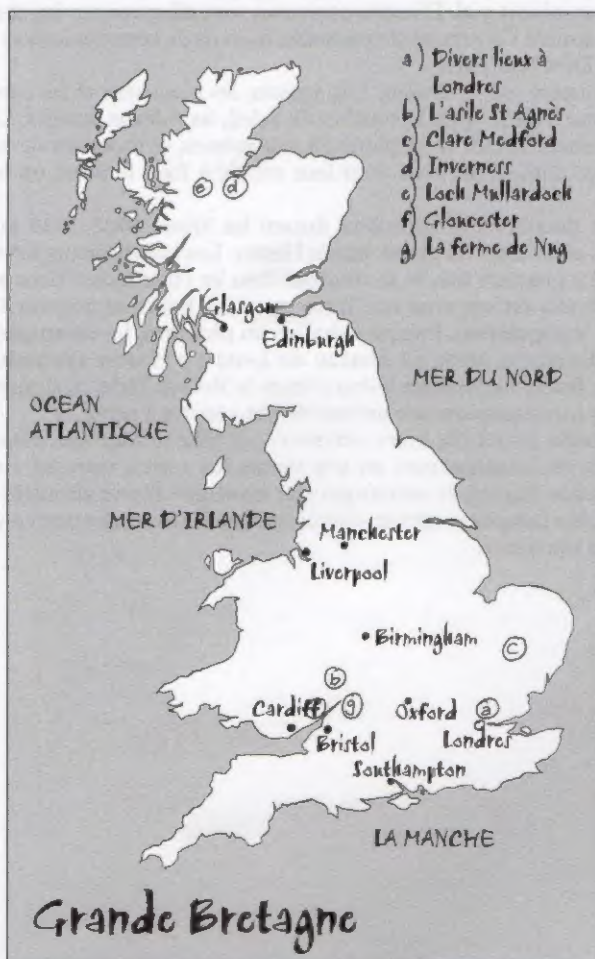 a) Divers lieux à
Londres
b) L'asile St Agnès
c) Clare Medford
d) Inverness
e) Loch Mullardock
f) Gloucester
g) La ferme de Nug
e
d
Glasgow
Edinburgh
MER DU NORD
OCEAN
ATLANTIQUE
MER D'IRLANDE
Manchester
Liverpool
Birmingham
c
b
Cardiff
f
g
Oxford
a
Bristol
Londres
Southampton
LA MANCHE
Grande Bretagne